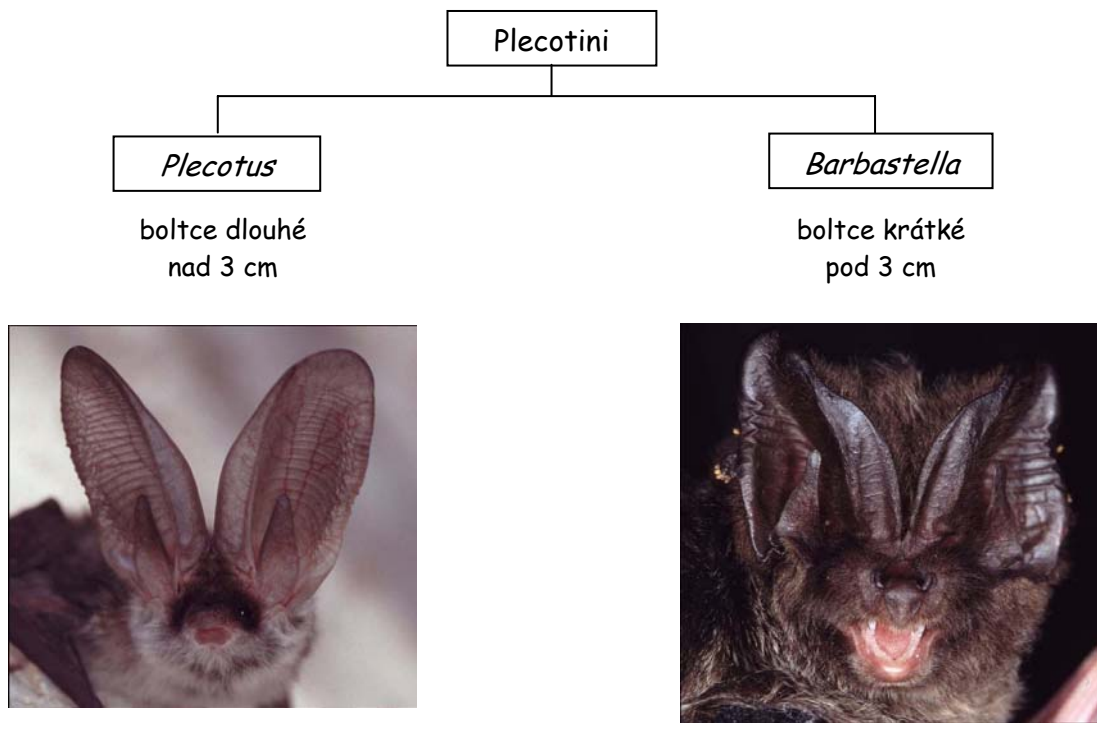 Plecotini
Plecotus
Barbastella
boltce dlouhé
nad 3 cm
boltce krátké
pod 3 cm